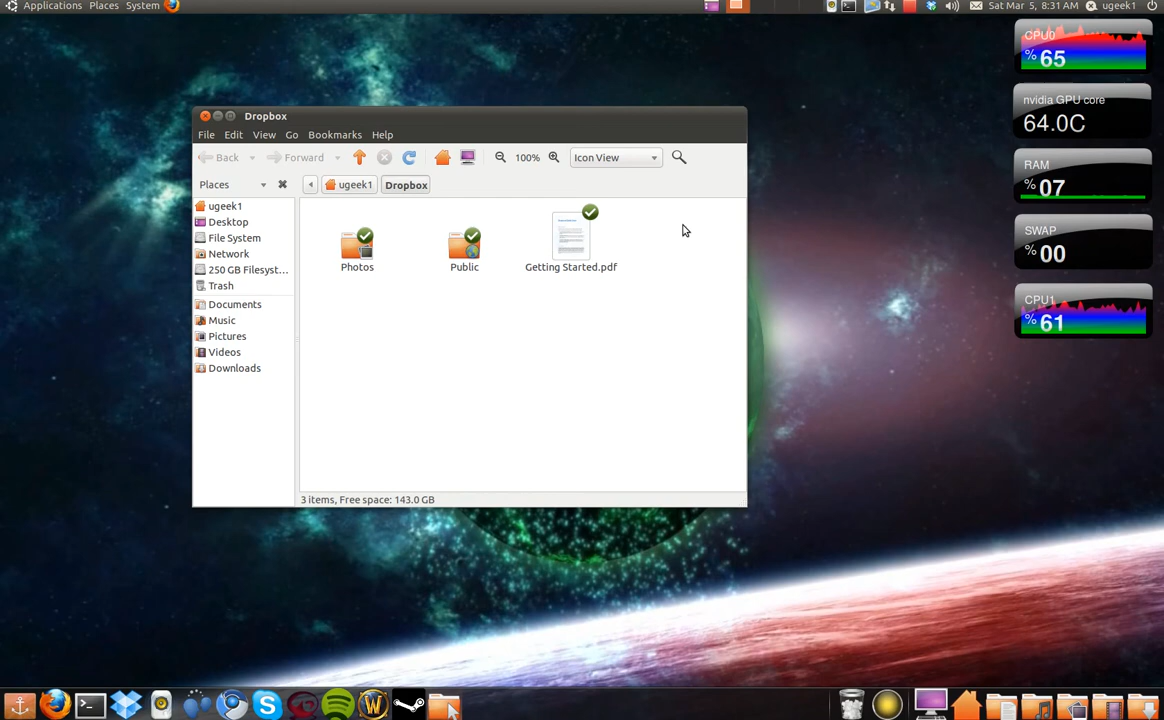 Applications Places System
Sat Mar 5, 8:31 AM ugeek1
Dropbox
File Edit View Go Bookmarks Help
Back Forward 100% Icon View
Places ugeek1 Dropbox
ugeek1
Desktop
File System
Network
250 GB Filesyst...
Trash
Documents
Music
Pictures
Videos
Downloads
Photos
Public
Getting Started.pdf
3 items, Free space: 143.0 GB
CPU0
% 65
nvidia GPU core
64.0C
RAM
% 07
SWAP
% 00
CPU1
% 61